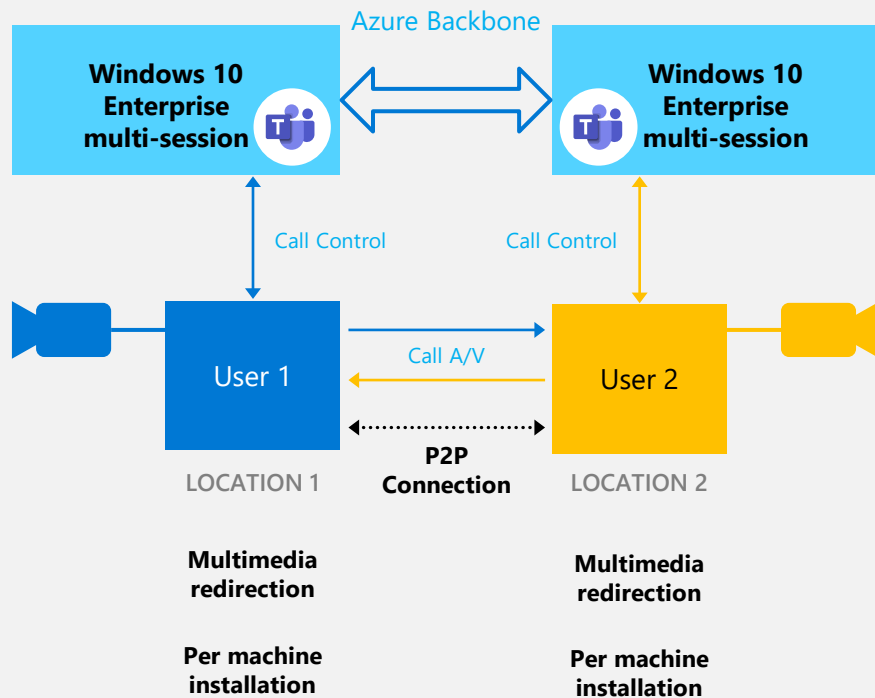 Azure Backbone
Windows 10
Enterprise
multi-session
T
Windows 10
Enterprise
multi-session
T
Call Control
Call Control
User 1
Call A/V
User 2
P2P
Connection
LOCATION 1
LOCATION 2
Multimedia
redirection
Multimedia
redirection
Per machine
installation
Per machine
installation